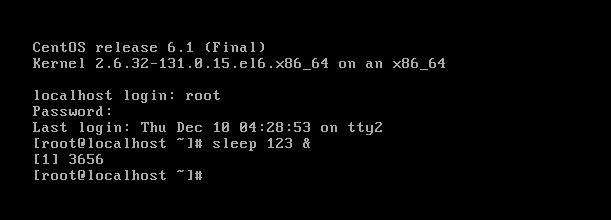 CentOS release 6.1 (Final)
Kernel 2.6.32-131.0.15.el6.x86_64 on an x86_64
localhost login: root
Password:
Last login: Thu Dec 10 04:28:53 on tty2
[root@localhost ~]# sleep 123 &
[1] 3656
[root@localhost ~]#